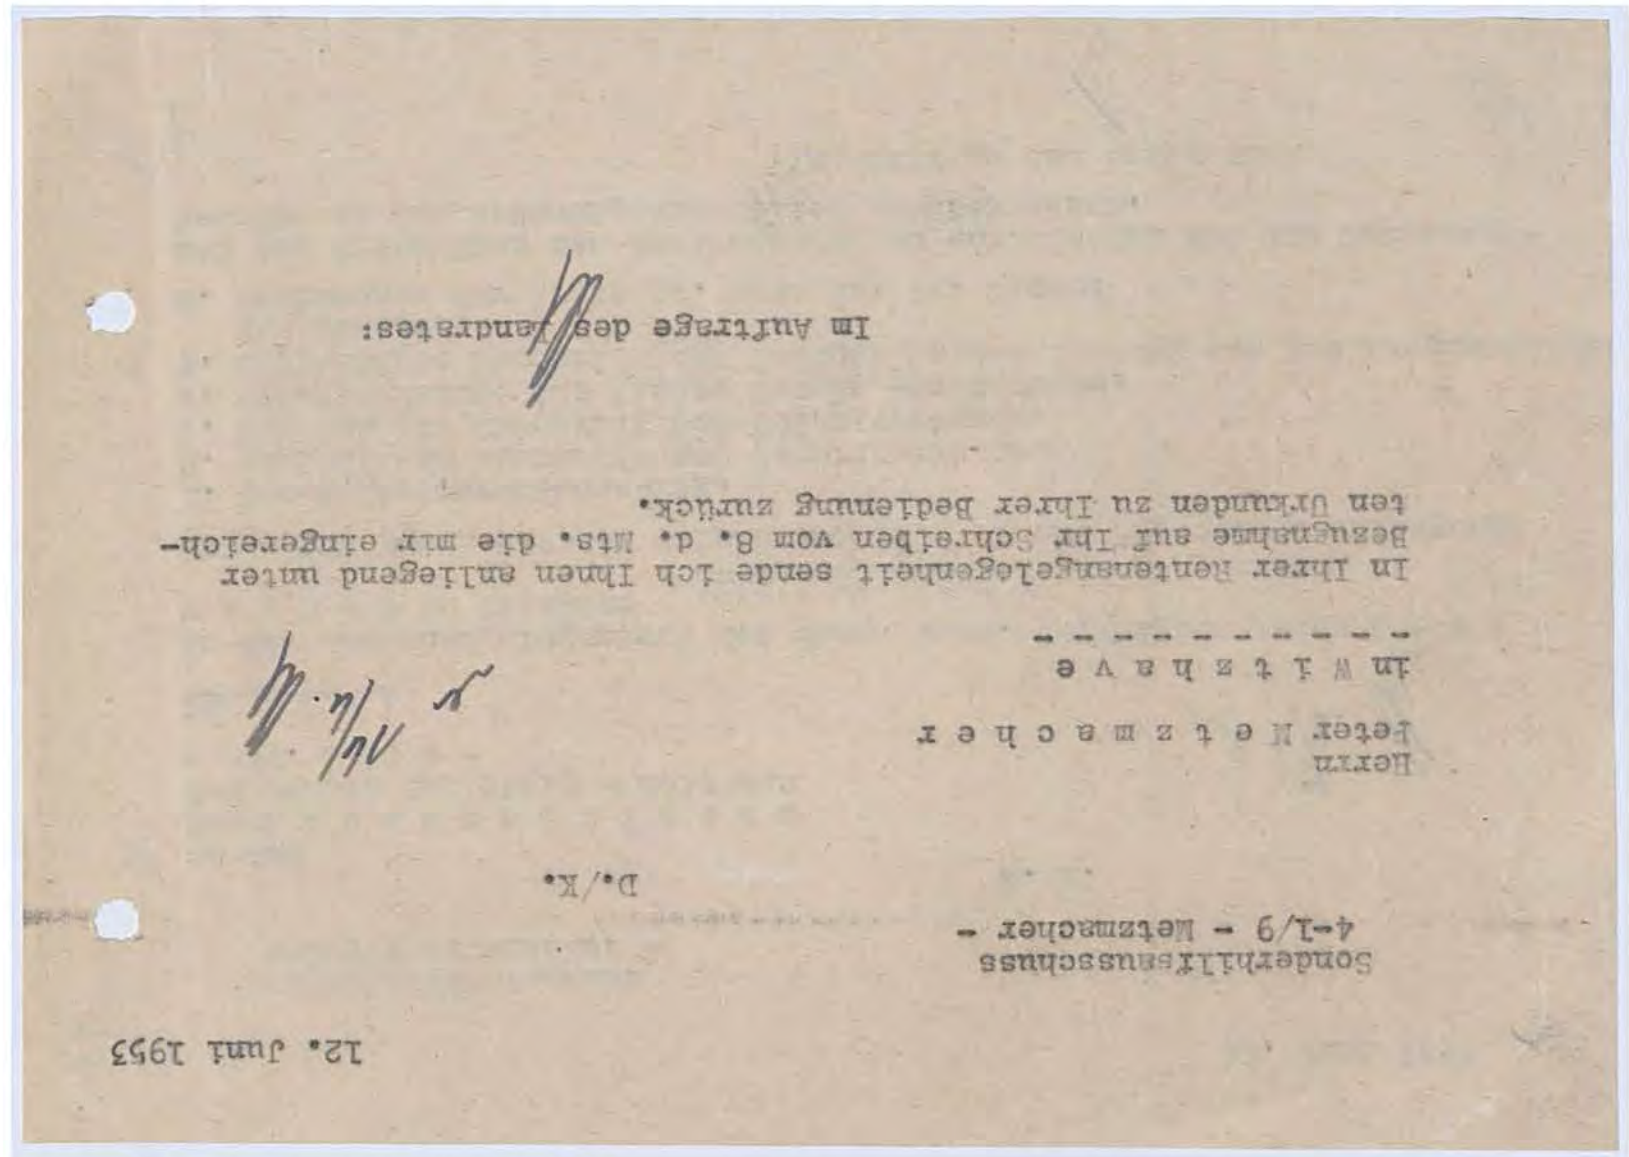 12. Juni 1953
Sonderhilfsausschuss
4-1/9 - Metzmacher -
D./K.
Herrn
Peter M e t z m a c h e r
in W i t z h a v e
- - - - - - - - - - -
In Ihrer Rentenangelegenheit sende ich Ihnen anliegend unter
Bezugnahme auf Ihr Schreiben vom 8. d. Mts. die mir eingereich-
ten Urkunden zu Ihrer Bedienung zurück.
Im Auftrage des Landrates: